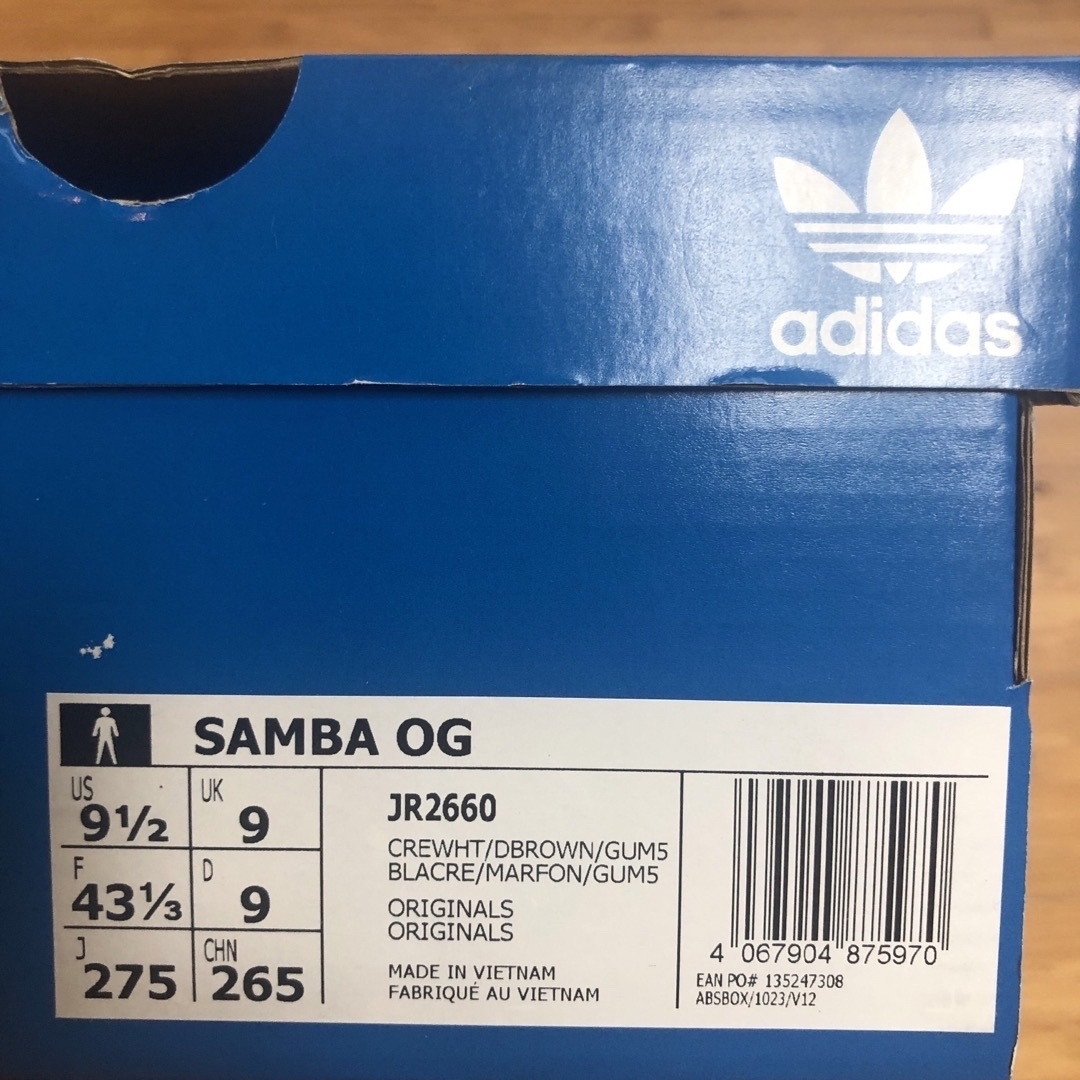 adidas
SAMBA OG
US
9½
UK
9
F
43⅓
D
9
J
275
CHN
265
JR2660
CREWHT/DBROWN/GUM5
BLACRE/MARFON/GUM5
ORIGINALS
ORIGINALS
MADE IN VIETNAM
FABRIQUÉ AU VIETNAM
4 067904 875970
EAN PO# 135247308
ABSBOX/1023/V12